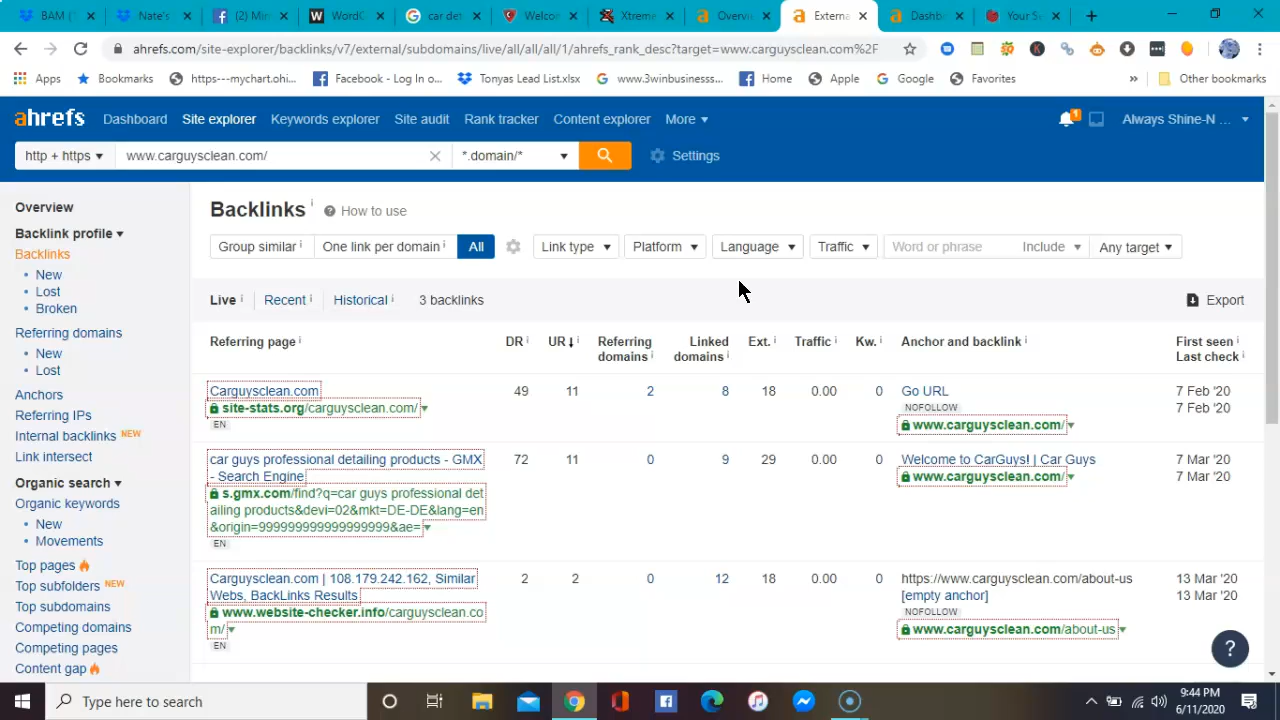 BAM (
Nate's
(2) Mi
WordC
car det
Welcom
Xtreme
Overvi
Externa
Dashbo
Your Se
ahrefs.com/site-explorer/backlinks/v7/external/subdomains/live/all/all/all/1/ahrefs_rank_desc?target=www.carguysclean.com%2F
Apps
Bookmarks
https---mychart.ohi...
Facebook - Log In o...
Tonyas Lead List.xlsx
www.3winbusinesss...
Home
Apple
Google
Favorites
»
Other bookmarks
ahrefs
Dashboard
Site explorer
Keywords explorer
Site audit
Rank tracker
Content explorer
More
1
Always Shine-N ...
http + https
www.carguysclean.com/
*.domain/*
Settings
Overview
Backlink profile
Backlinks
New
Lost
Broken
Referring domains
New
Lost
Anchors
Referring IPs
Internal backlinks NEW
Link intersect
Organic search
Organic keywords
New
Movements
Top pages
Top subfolders NEW
Top subdomains
Competing domains
Competing pages
Content gap
Backlinks i
? How to use
Group similar i
One link per domain i
All
Link type
Platform
Language
Traffic
Word or phrase
Include
Any target
Live i
Recent i
Historical i
3 backlinks
Export
Referring page i
DR i
UR i
Referring domains i
Linked domains i
Ext. i
Traffic i
Kw. i
Anchor and backlink i
First seen i
Last check i
Carguysclean.com
site-stats.org/carguysclean.com/
EN
49
11
2
8
18
0.00
0
Go URL
NOFOLLOW
www.carguysclean.com/
7 Feb '20
7 Feb '20
car guys professional detailing products - GMX
- Search Engine
s.gmx.com/find?q=car guys professional det
ailing products&devi=02&mkt=DE-DE&lang=en
&origin=9999999999999999999&ae=
EN
72
11
0
9
29
0.00
0
Welcome to CarGuys! | Car Guys
www.carguysclean.com/
7 Mar '20
7 Mar '20
Carguysclean.com | 108.179.242.162, Similar
Webs, BackLinks Results
www.website-checker.info/carguysclean.co
m/
EN
2
2
0
12
18
0.00
0
https://www.carguysclean.com/about-us
[empty anchor]
NOFOLLOW
www.carguysclean.com/about-us
13 Mar '20
13 Mar '20
?
Type here to search
9:44 PM
6/11/2020